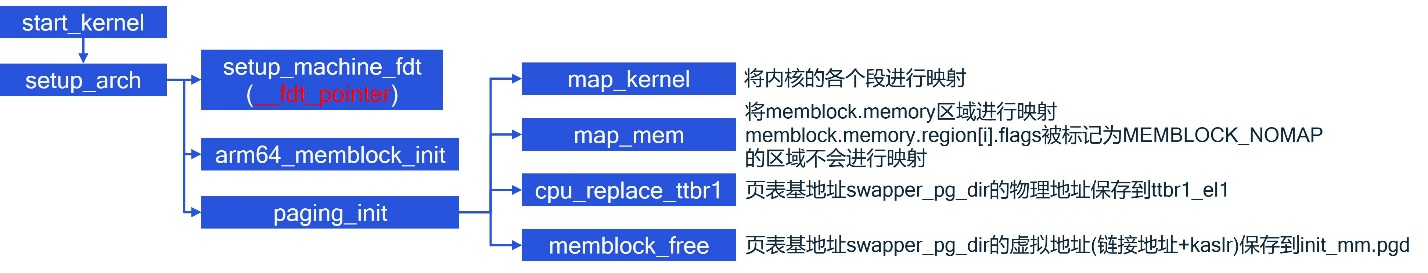 start_kernel
setup_arch
setup_machine_fdt
(__fdt_pointer)
arm64_memblock_init
paging_init
map_kernel
将内核的各个段进行映射
map_mem
将memblock.memory区域进行映射
memblock.memory.region[i].flags被标记为MEMBLOCK_NOMAP
的区域不会进行映射
cpu_replace_ttbr1
页表基地址swapper_pg_dir的物理地址保存到ttbr1_el1
memblock_free
页表基地址swapper_pg_dir的虚拟地址(链接地址+kaslr)保存到init_mm.pgd